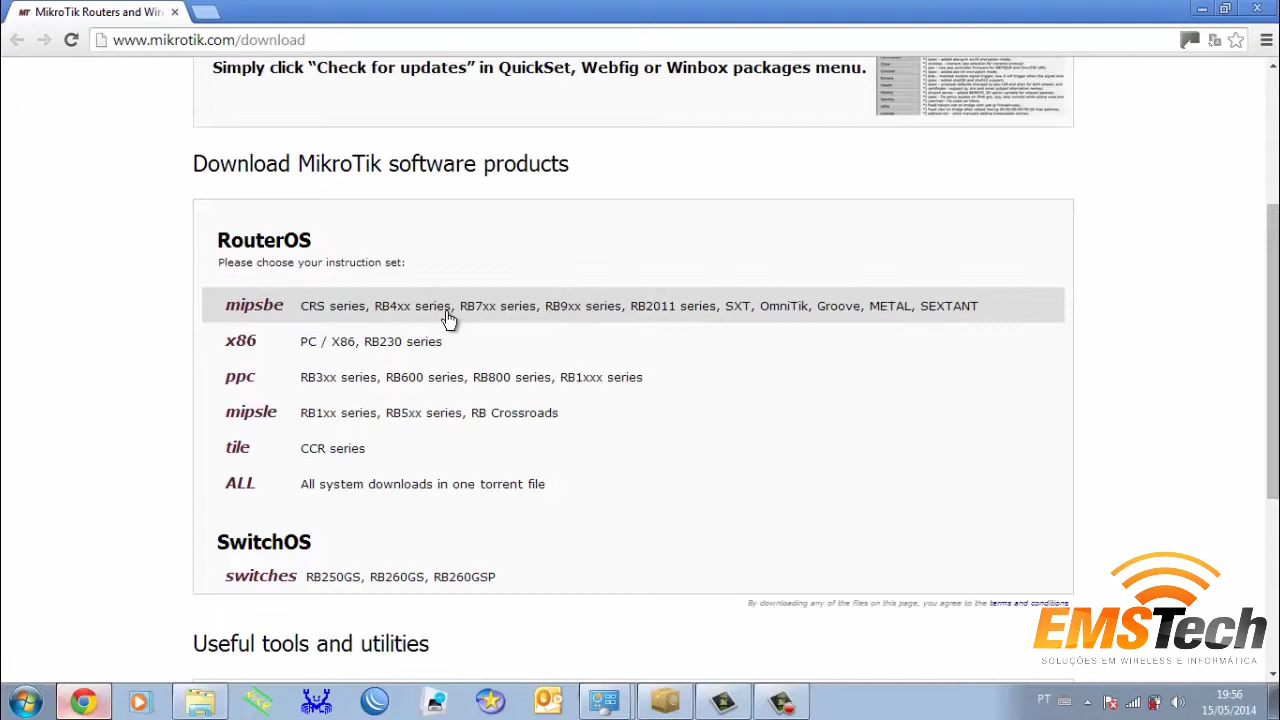 MikroTik Routers and Wir
www.mikrotik.com/download
Simply click “Check for updates” in QuickSet, Webfig or Winbox packages menu.
Download MikroTik software products
RouterOS
Please choose your instruction set:
mipsbe CRS series, RB4xx series, RB7xx series, RB9xx series, RB2011 series, SXT, OmniTik, Groove, METAL, SEXTANT
x86 PC / X86, RB230 series
ppc RB3xx series, RB600 series, RB800 series, RB1xxx series
mipsle RB1xx series, RB5xx series, RB Crossroads
tile CCR series
ALL All system downloads in one torrent file
SwitchOS
switches RB250GS, RB260GS, RB260GSP
By downloading any of the files on this page, you agree to the terms and conditions
Useful tools and utilities
EMSTech
SOLUÇÕES EM WIRELESS E INFORMÁTICA
PT
19:56
15/05/2014